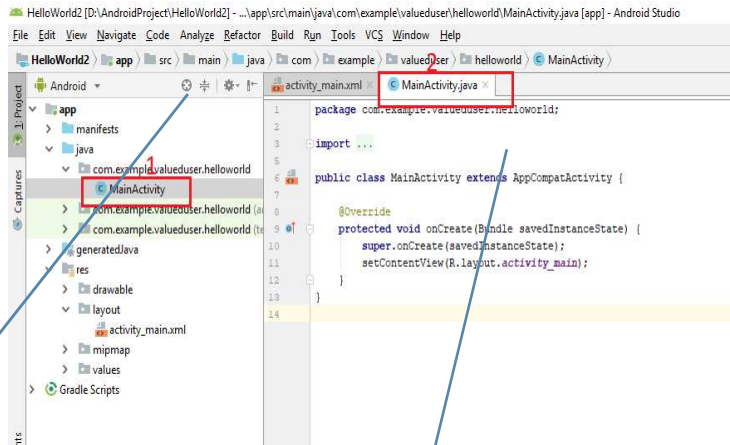 HelloWorld2 [D:\AndroidProject\HelloWorld2] - ...\app\src\main\java\com\example\valueduser\helloworld\MainActivity.java [app] - Android Studio
File Edit View Navigate Code Analyze Refactor Build Run Tools VCS Window Help
HelloWorld2 app src main java com example valueduser helloworld MainActivity
2
Android
activity_main.xml
MainActivity.java
1: Project
Captures
app
manifests
java
com.example.valueduser.helloworld
1
MainActivity
com.example.valueduser.helloworld (a
com.example.valueduser.helloworld (te
generatedJava
res
drawable
layout
activity_main.xml
mipmap
values
Gradle Scripts
nts
1 package com.example.valueduser.helloworld;
2
3 import ...
5
6 public class MainActivity extends AppCompatActivity {
7
8 @Override
9 protected void onCreate(Bundle savedInstanceState) {
10 super.onCreate(savedInstanceState);
11 setContentView(R.layout.activity_main);
12 }
13 }
14